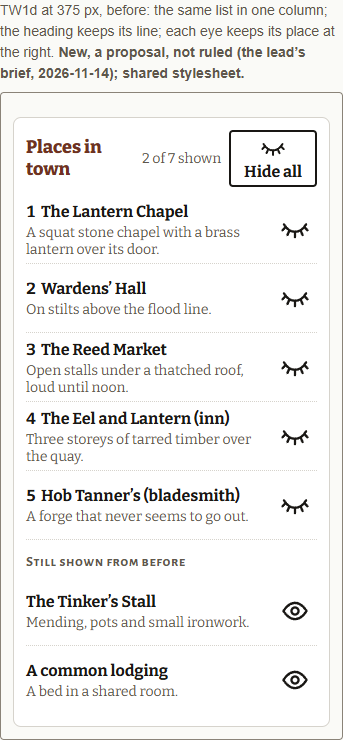 TW1d at 375 px, before: the same list in one column;
the heading keeps its line; each eye keeps its place at
the right. New, a proposal, not ruled (the lead’s
brief, 2026-11-14); shared stylesheet.
Places in
town
2 of 7 shown
Hide all
1 The Lantern Chapel
A squat stone chapel with a brass
lantern over its door.
2 Wardens’ Hall
On stilts above the flood line.
3 The Reed Market
Open stalls under a thatched roof,
loud until noon.
4 The Eel and Lantern (inn)
Three storeys of tarred timber over
the quay.
5 Hob Tanner’s (bladesmith)
A forge that never seems to go out.
STILL SHOWN FROM BEFORE
The Tinker’s Stall
Mending, pots and small ironwork.
A common lodging
A bed in a shared room.